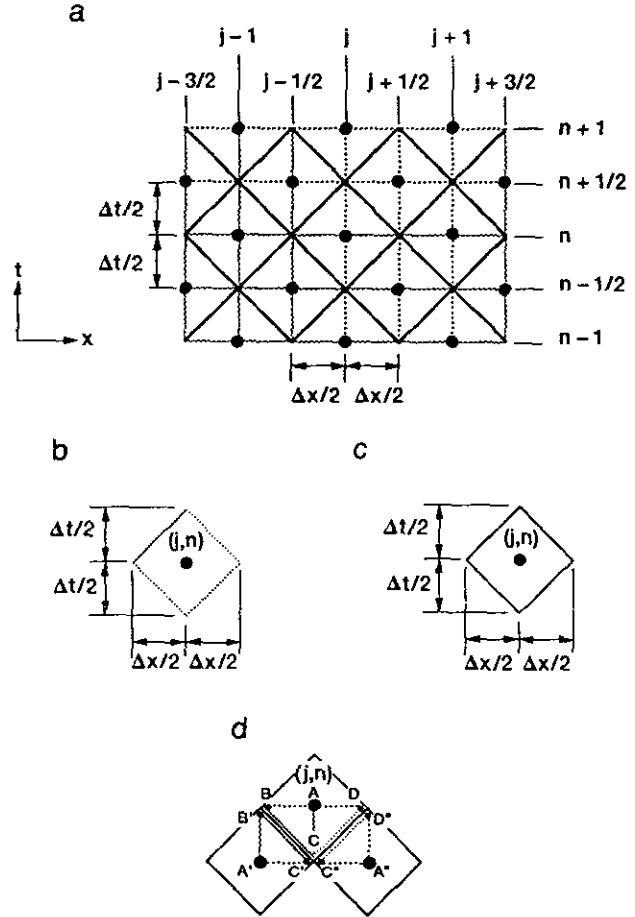 a
j – 1 j j + 1
j – 3/2 j – 1/2 j + 1/2 j + 3/2
n + 1
n + 1/2
Δt/2
n
Δt/2
n – 1/2
t
x
n – 1
Δx/2 Δx/2
b
c
Δt/2
(j,n)
Δt/2
Δx/2 Δx/2
Δt/2
(j,n)
Δt/2
Δx/2 Δx/2
d
(j,n)
B A D
B' D"
C
A' C' C" A"